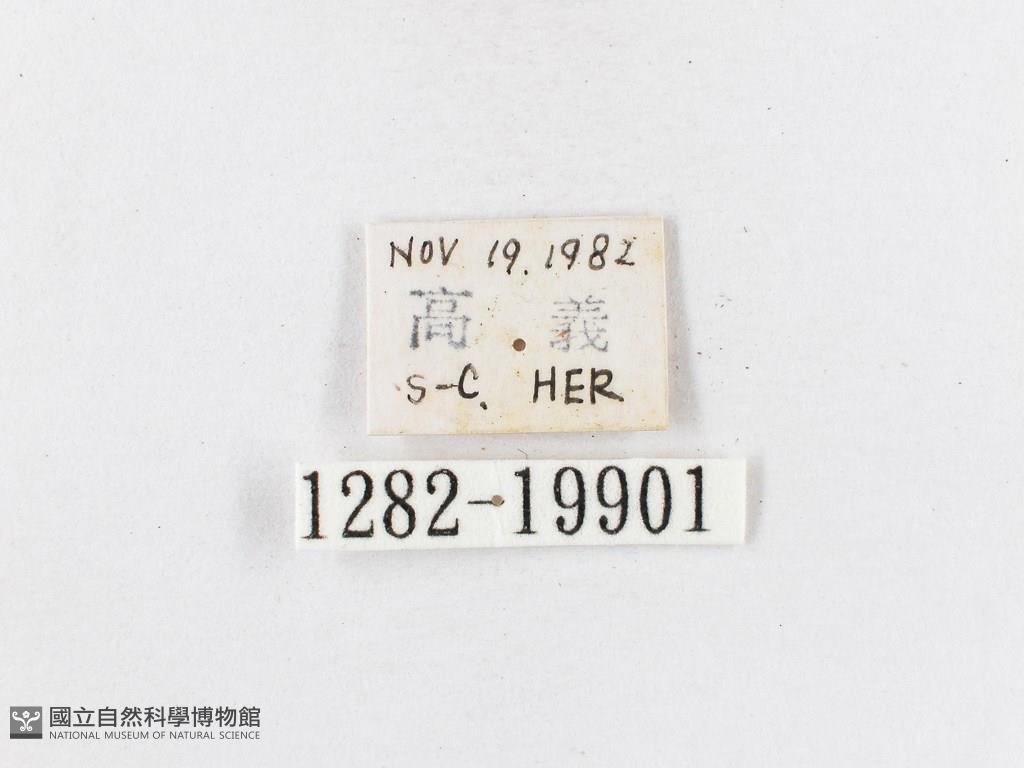 NOV 19. 1982
高 義
S-C. HER
1282-19901
國立自然科學博物館
NATIONAL MUSEUM OF NATURAL SCIENCE